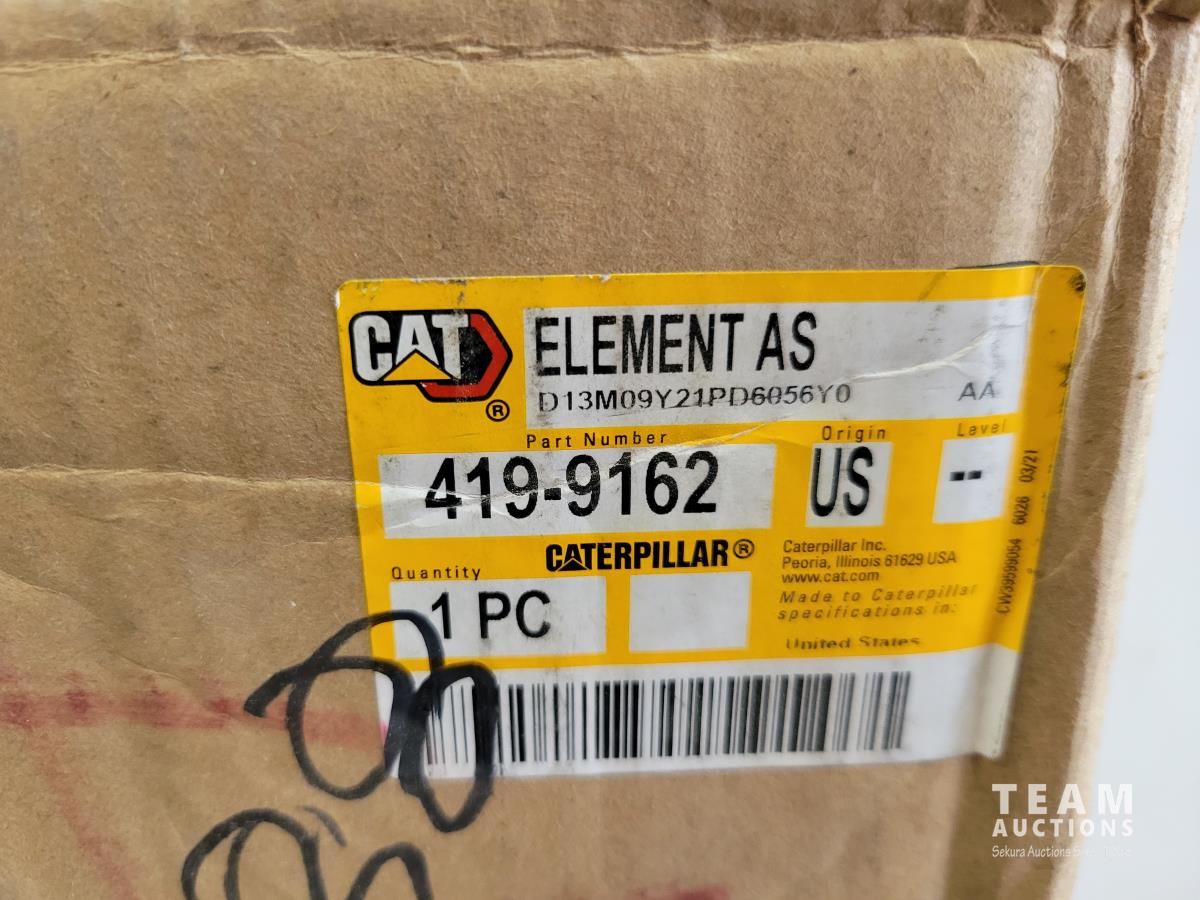 CAT ®
ELEMENT AS
D13M09Y21PD6056Y0 AA
Part Number Origin Level
419-9162 US --
CATERPILLAR®
Caterpillar Inc.
Peoria, Illinois 61629 USA
www.cat.com
Made to Caterpillar
specifications in:
United States
Quantity
1 PC
CW39599054 6026 03/21
TEAM
AUCTIONS
Sekura Auctions